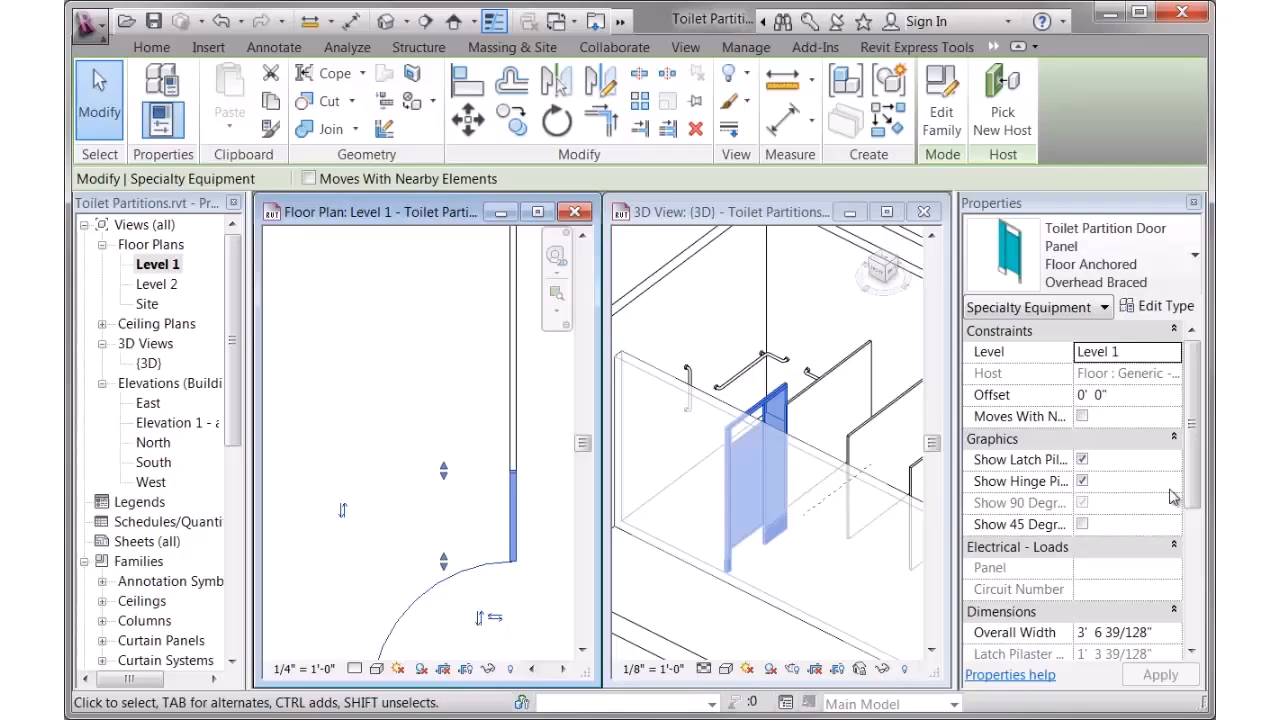 Toilet Partiti...
Sign In
Home Insert Annotate Analyze Structure Massing & Site Collaborate View Manage Add-Ins Revit Express Tools
Modify
Paste
Cope
Cut
Join
Edit
Family
Pick
New Host
Select Properties Clipboard Geometry Modify View Measure Create Mode Host
Modify | Specialty Equipment
Moves With Nearby Elements
Toilet Partitions.rvt - Pr...
Views (all)
Floor Plans
Level 1
Level 2
Site
Ceiling Plans
3D Views
{3D}
Elevations (Buildi
East
Elevation 1 - a
North
South
West
Legends
Schedules/Quanti
Sheets (all)
Families
Annotation Symb
Ceilings
Columns
Curtain Panels
Curtain Systems
Floor Plan: Level 1 - Toilet Parti...
1/4" = 1'-0"
3D View: {3D} - Toilet Partitions...
1/8" = 1'-0"
Properties
Toilet Partition Door
Panel
Floor Anchored
Overhead Braced
Specialty Equipment
Edit Type
Constraints
Level Level 1
Host Floor : Generic -...
Offset 0' 0"
Moves With N...
Graphics
Show Latch Pil...
Show Hinge Pi...
Show 90 Degr...
Show 45 Degr...
Electrical - Loads
Panel
Circuit Number
Dimensions
Overall Width 3' 6 39/128"
Latch Pilaster ... 1' 3 39/128"
Properties help
Apply
Click to select, TAB for alternates, CTRL adds, SHIFT unselects.
:0
Main Model